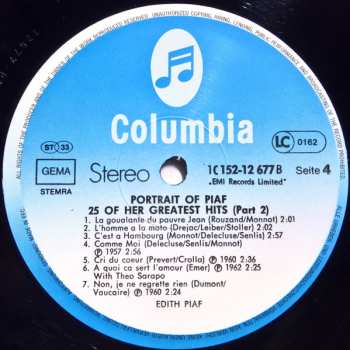 Columbia
ST 33
LC 0162
GEMA
STEMRA
Stereo
1C 152-12 677 B
„EMI Records Limited"
Seite 4
PORTRAIT OF PIAF
25 OF HER GREATEST HITS (Part 2)
1. La goualante du pauvre Jean (Rouzand/Monnot) 2:01
2. L'homme a la moto (Drejac/Leiber/Stoller) 2:02
3. C'est a Hambourg (Monnot/Delecluse/Senlis) 2:57
4. Comme Moi (Delecluse/Senlis/Monnot)
℗ 1957 2:56
5. Cri du coeur (Prevert/Crolla) ℗ 1960 2:36
6. A quoi ca sert l'amour (Emer) ℗ 1962 2:25
With Theo Sarapo
7. Non, je ne regrette rien (Dumont/
Vaucaire) ℗ 1960 2:24
EDITH PIAF